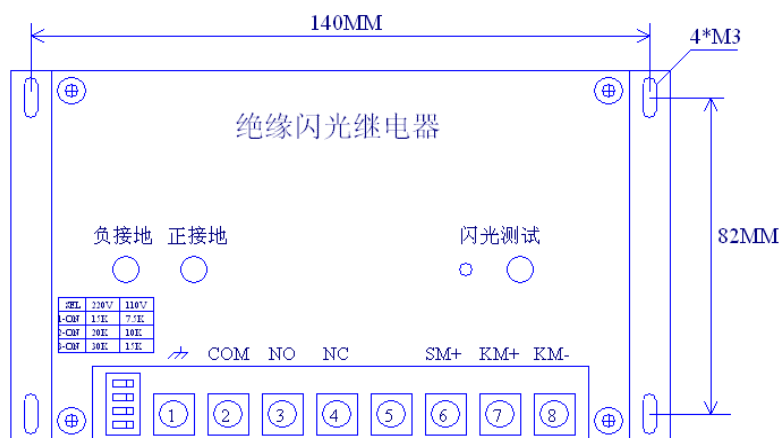 140MM
4*M3
绝缘闪光继电器
负接地 正接地 闪光测试
82MM
SEL 220V 110V
1-ON 15K 7.5K
2-ON 20K 10K
3-ON 30K 15K
COM NO NC SM+ KM+ KM-
1 2 3 4 5 6 7 8